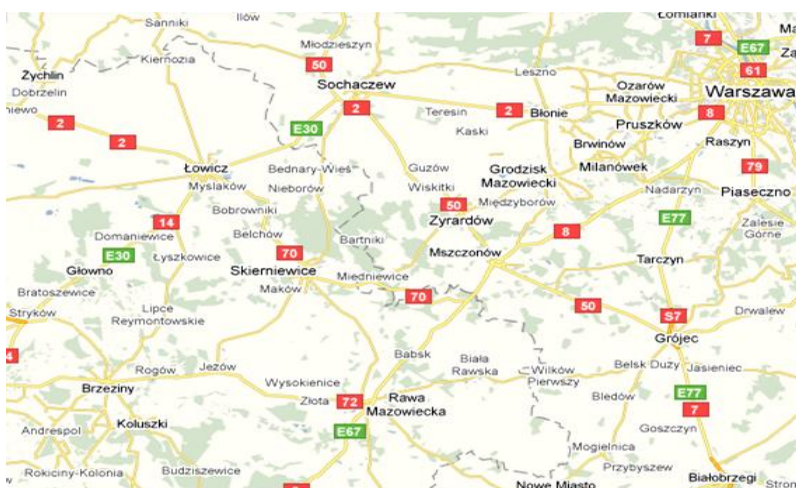 Sanniki
Iłów
Łomianki
7
E67
Kiernozia
Młodzieszyn
50
Żychlin
Dobrzelin
niewo
Sochaczew
Leszno
61
Ożarów
Mazowiecki
Warszawa
2
2
E30
2
Teresin
2
Błonie
8
Kaski
Pruszków
Brwinów
Raszyn
Łowicz
Bednary-Wieś
Guzów
Grodzisk
Mazowiecki
Milanówek
79
Mysłaków
Nieborów
Wiskitki
Nadarzyn
Piaseczno
Bobrowniki
50
Międzyborów
14
Żyrardów
E77
Zalesie
Górne
Domaniewice
Belchów
Bartniki
8
E30
Łyszkowice
70
Mszczonów
Głowno
Skierniewice
Miedniewice
Tarczyn
Bratoszewice
Maków
70
Stryków
Lipce
Reymontowskie
50
S7
Drwalew
Grójec
4
Babsk
Rogów
Jeżów
Biała
Rawska
Wilków
Pierwszy
Belsk Duży
Jasieniec
Brzeziny
Wysokienice
Błedów
E77
Złota
72
Rawa
Mazowiecka
7
Koluszki
Goszczyn
Andrespol
E67
Mogielnica
Rokiciny-Kolonia
Budziszewice
Przybyszew
Białobrzegi
Nowe Miasto
Strom